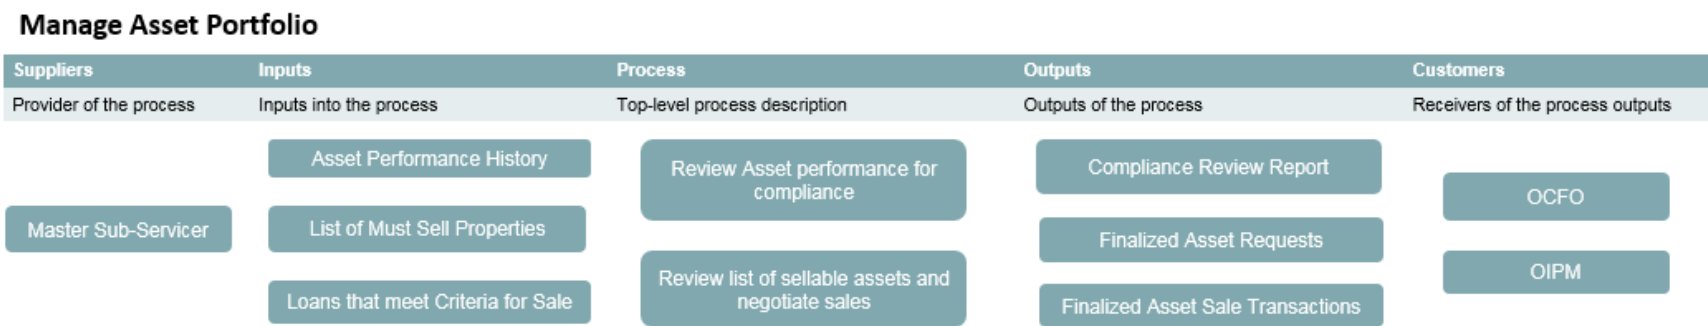 Manage Asset Portfolio
Suppliers
Inputs
Process
Outputs
Customers
Provider of the process
Inputs into the process
Top-level process description
Outputs of the process
Receivers of the process outputs
Master Sub-Servicer
Asset Performance History
List of Must Sell Properties
Loans that meet Criteria for Sale
Review Asset performance for
compliance
Review list of sellable assets and
negotiate sales
Compliance Review Report
Finalized Asset Requests
Finalized Asset Sale Transactions
OCFO
OIPM